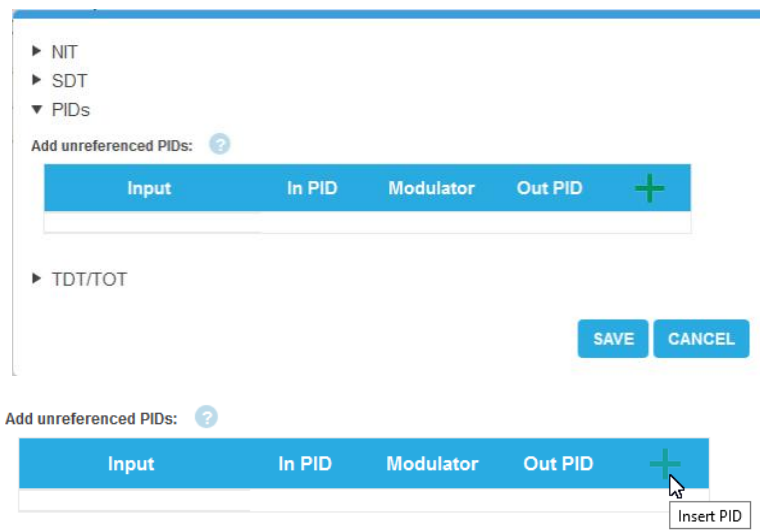 NIT
SDT
PIDs
Add unreferenced PIDs: ?
Input In PID Modulator Out PID
TDT/TOT
SAVE CANCEL
Add unreferenced PIDs: ?
Input In PID Modulator Out PID
Insert PID